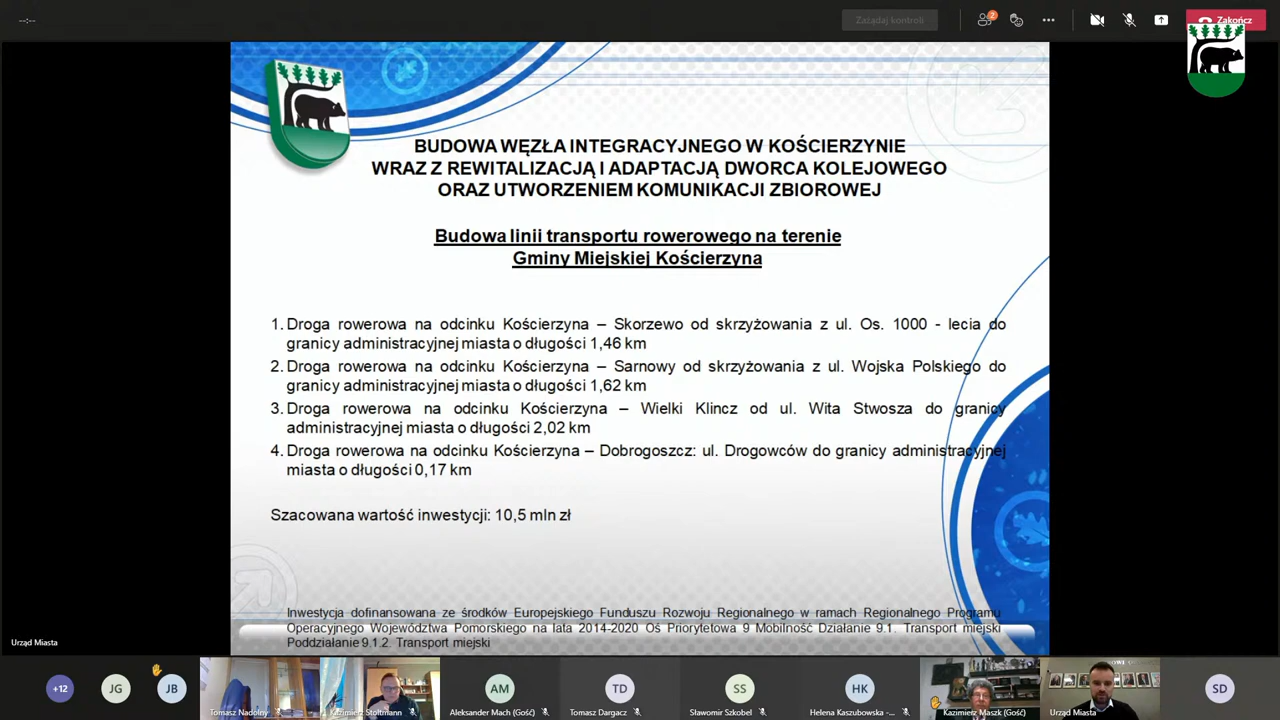 --:--
Zażądaj kontroli
2
Zakończ
BUDOWA WĘZŁA INTEGRACYJNEGO W KOŚCIERZYNIE
WRAZ Z REWITALIZACJĄ I ADAPTACJĄ DWORCA KOLEJOWEGO
ORAZ UTWORZENIEM KOMUNIKACJI ZBIOROWEJ
Budowa linii transportu rowerowego na terenie
Gminy Miejskiej Kościerzyna
1. Droga rowerowa na odcinku Kościerzyna – Skorzewo od skrzyżowania z ul. Os. 1000 - lecia do
granicy administracyjnej miasta o długości 1,46 km
2. Droga rowerowa na odcinku Kościerzyna – Sarnowy od skrzyżowania z ul. Wojska Polskiego do
granicy administracyjnej miasta o długości 1,62 km
3. Droga rowerowa na odcinku Kościerzyna – Wielki Klincz od ul. Wita Stwosza do granicy
administracyjnej miasta o długości 2,02 km
4. Droga rowerowa na odcinku Kościerzyna – Dobrogoszcz: ul. Drogowców do granicy administracyjnej
miasta o długości 0,17 km
Szacowana wartość inwestycji: 10,5 mln zł
Inwestycja dofinansowana ze środków Europejskiego Funduszu Rozwoju Regionalnego w ramach Regionalnego Programu
Operacyjnego Województwa Pomorskiego na lata 2014-2020 Oś Priorytetowa 9 Mobilność Działanie 9.1. Transport miejski
Poddziałanie 9.1.2. Transport miejski
Urząd Miasta
+12
JG
JB
AM
TD
SS
HK
SD
Tomasz Nadolny
Kazimierz Stoltmann
Aleksander Mach (Gość)
Tomasz Dargacz
Sławomir Szkobel
Helena Kaszubowska -...
Kazimierz Maszk (Gość)
Urząd Miasta